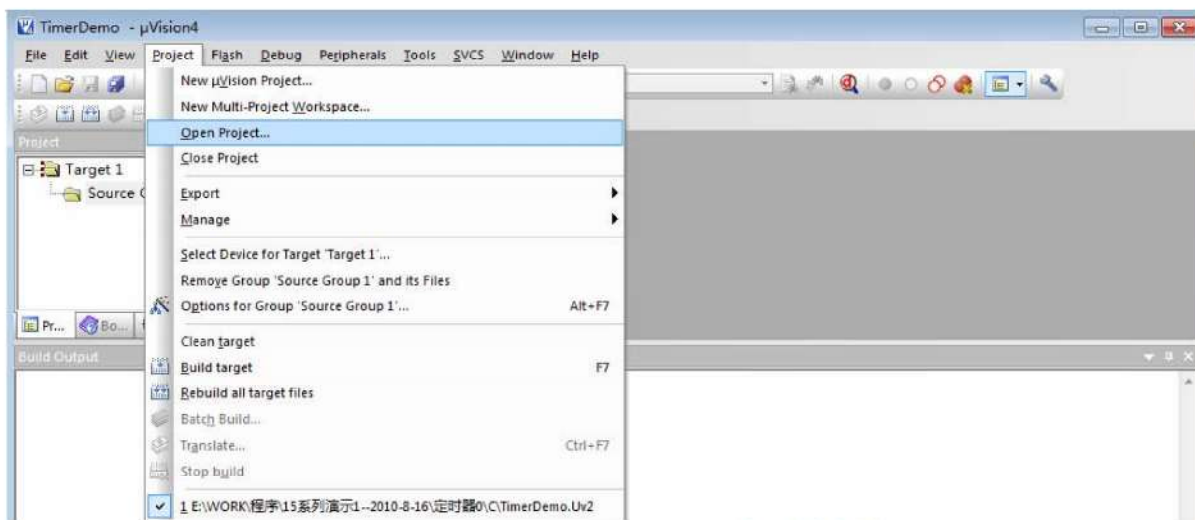 TimerDemo - µVision4
File Edit View Project Flash Debug Peripherals Tools SVCS Window Help
New µVision Project...
New Multi-Project Workspace...
Project
Open Project...
Close Project
Target 1
Source
Export
Manage
Select Device for Target 'Target 1'...
Remove Group 'Source Group 1' and its Files
Options for Group 'Source Group 1'... Alt+F7
Pr... Bo...
Clean target
Build Output
Build target F7
Rebuild all target files
Batch Build...
Translate... Ctrl+F7
Stop build
1 E:\WORK\程序\15系列演示1--2010-8-16\定时器0\C\TimerDemo.Uv2